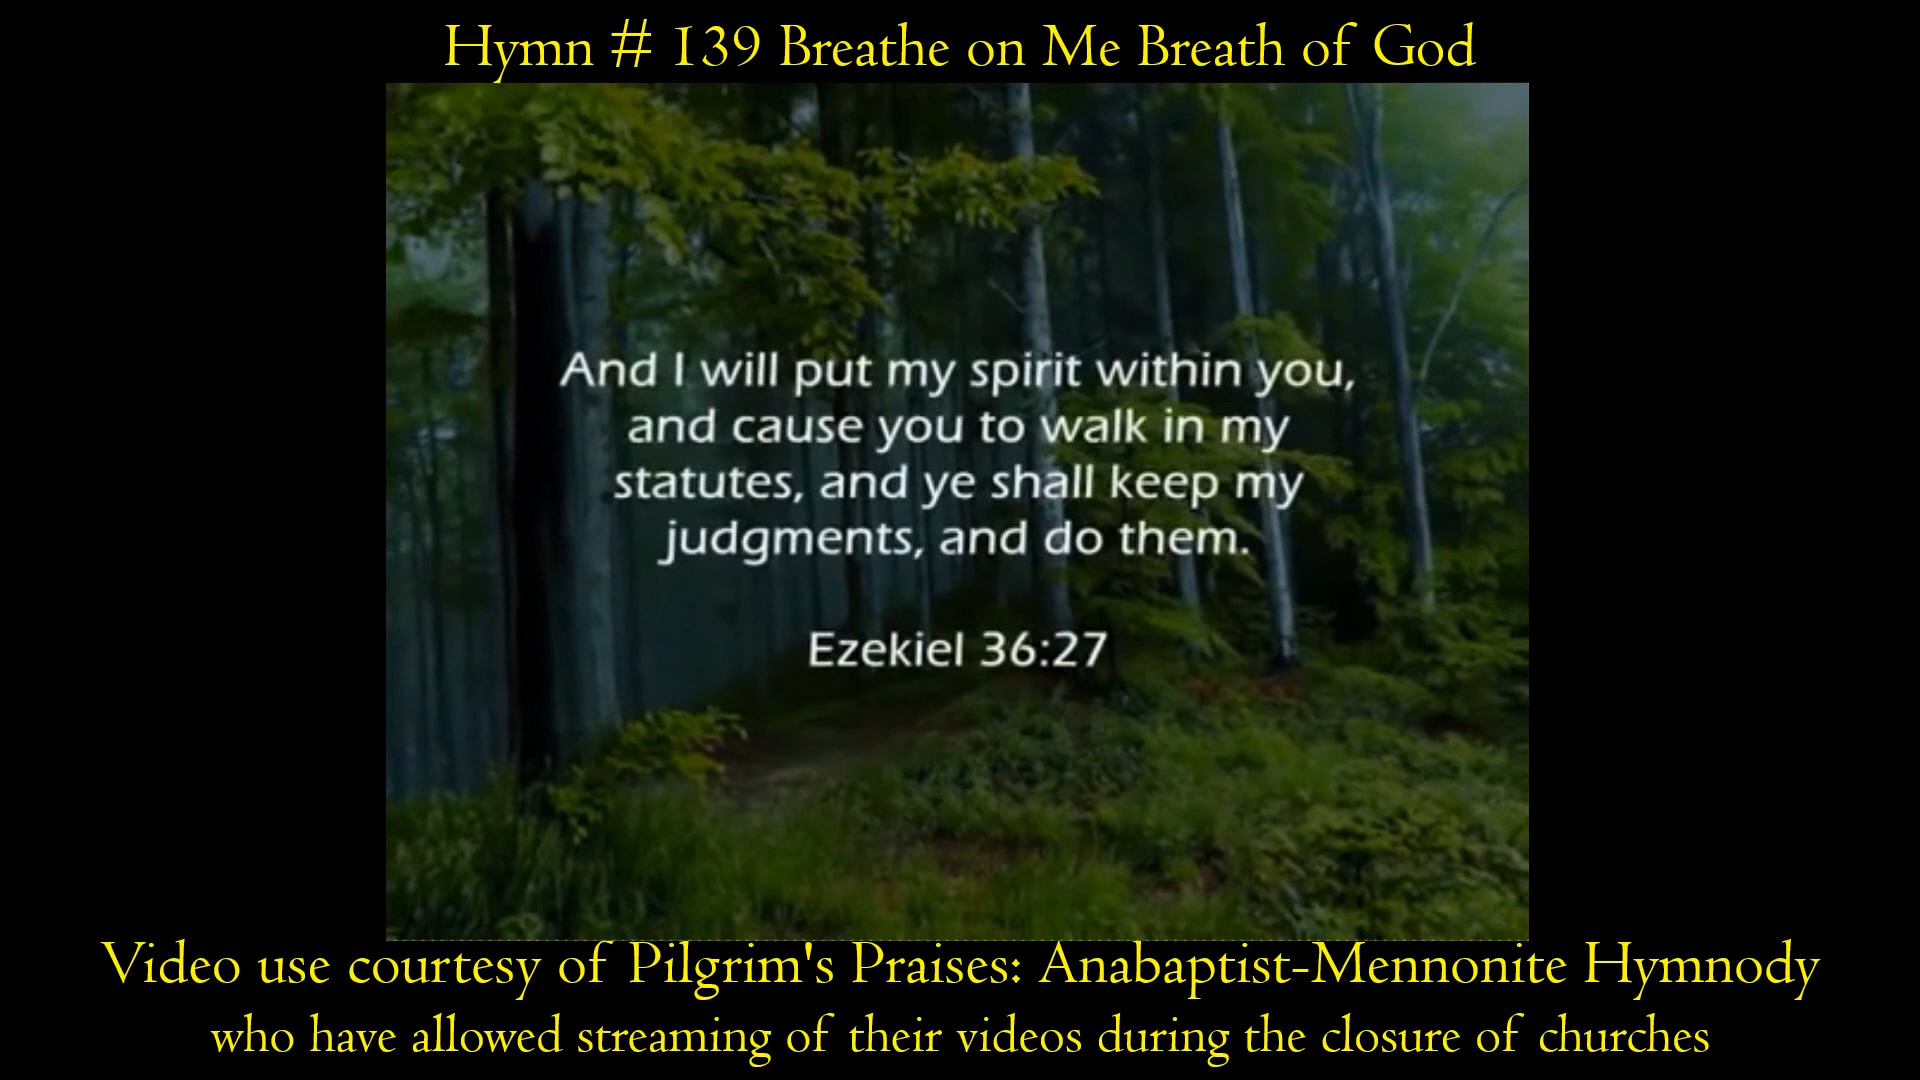 Hymn # 139 Breathe on Me Breath of God
And I will put my spirit within you,
and cause you to walk in my
statutes, and ye shall keep my
judgments, and do them.
Ezekiel 36:27
Video use courtesy of Pilgrim's Praises: Anabaptist-Mennonite Hymnody
who have allowed streaming of their videos during the closure of churches